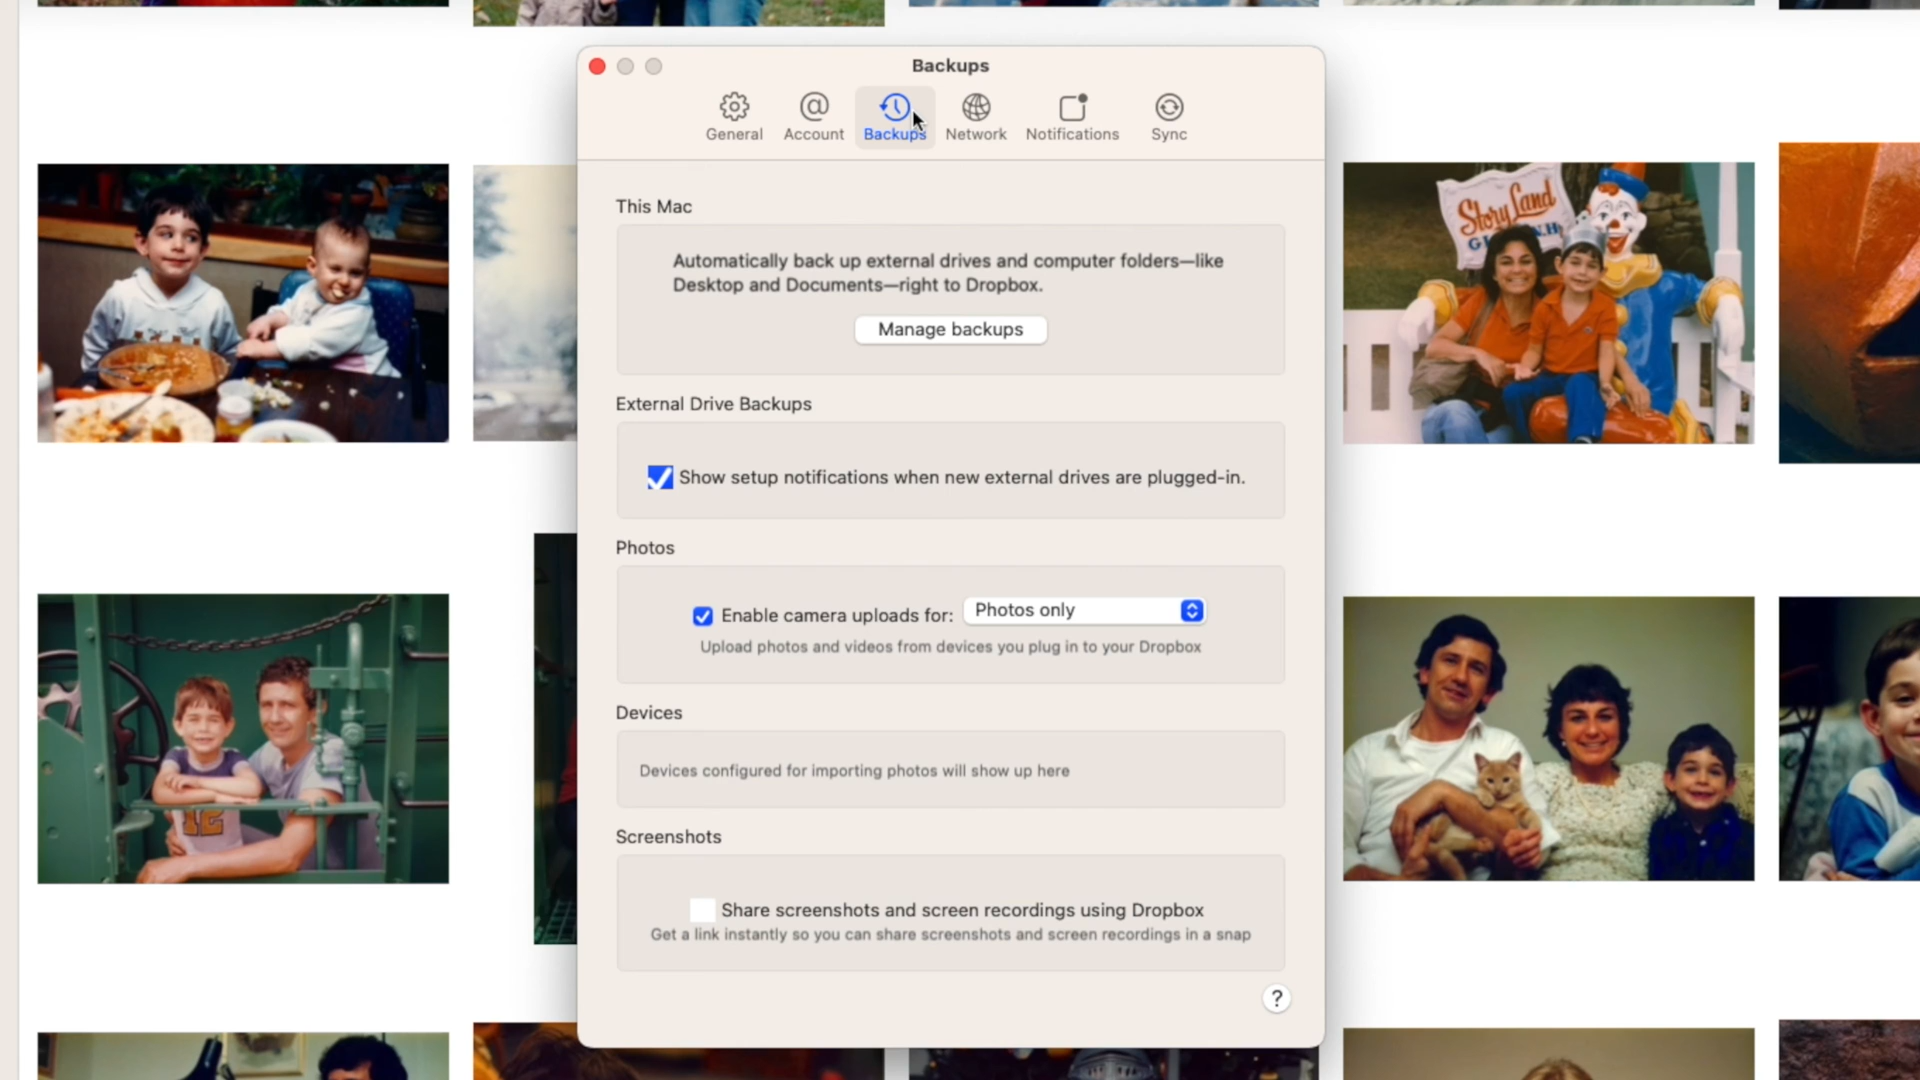 Backups
General
Account
Backups
Network
Notifications
Sync
This Mac
Automatically back up external drives and computer folders—like
Desktop and Documents—right to Dropbox.
Manage backups
External Drive Backups
Show setup notifications when new external drives are plugged-in.
Photos
Enable camera uploads for:
Photos only
Upload photos and videos from devices you plug in to your Dropbox
Devices
Devices configured for importing photos will show up here
Screenshots
Share screenshots and screen recordings using Dropbox
Get a link instantly so you can share screenshots and screen recordings in a snap
?
Story Land
12